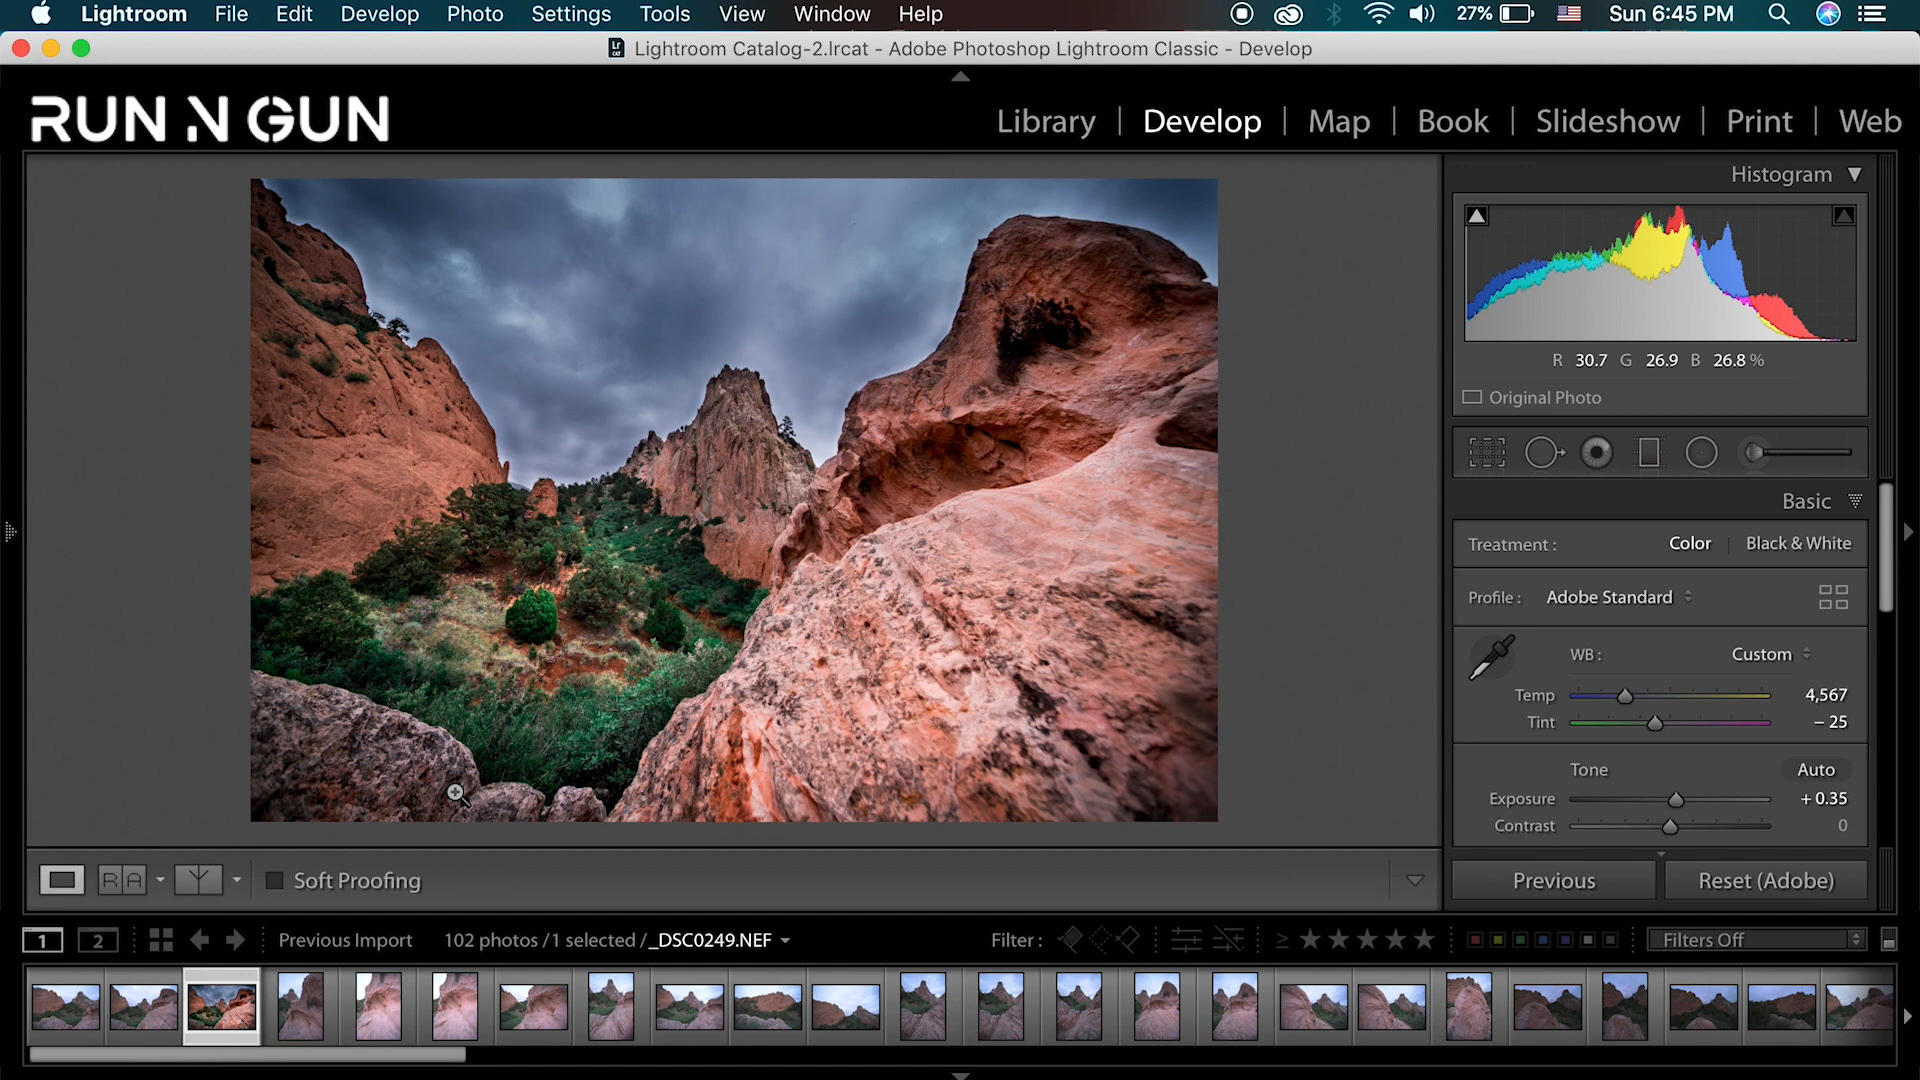 Lightroom File Edit Develop Photo Settings Tools View Window Help 27% Sun 6:45 PM
Lr CAT Lightroom Catalog-2.lrcat - Adobe Photoshop Lightroom Classic - Develop
RUN N GUN
Library | Develop | Map | Book | Slideshow | Print | Web
Histogram
R 30.7 G 26.9 B 26.8 %
Original Photo
Basic
Treatment : Color | Black & White
Profile : Adobe Standard
WB : Custom
Temp 4,567
Tint – 25
Tone Auto
Exposure + 0.35
Contrast 0
R A Y Soft Proofing
Previous Reset (Adobe)
1 2 Previous Import 102 photos /1 selected /_DSC0249.NEF Filter : ≥ ★★★★★ Filters Off